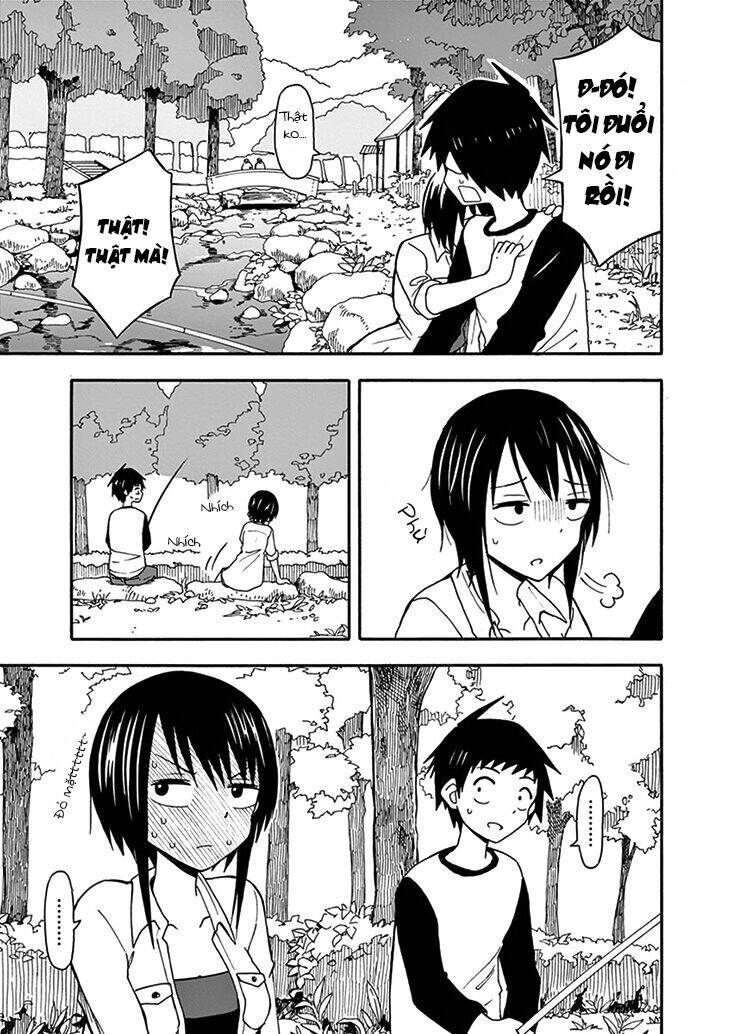 Đ-ĐÓ!
TÔI ĐUỔI
NÓ ĐI
RỒI!
Thật
ko...
THẬT!
THẬT MÀ!
Phù
Nhích
Nhích
.......
Đỏ mặttttttt
.......